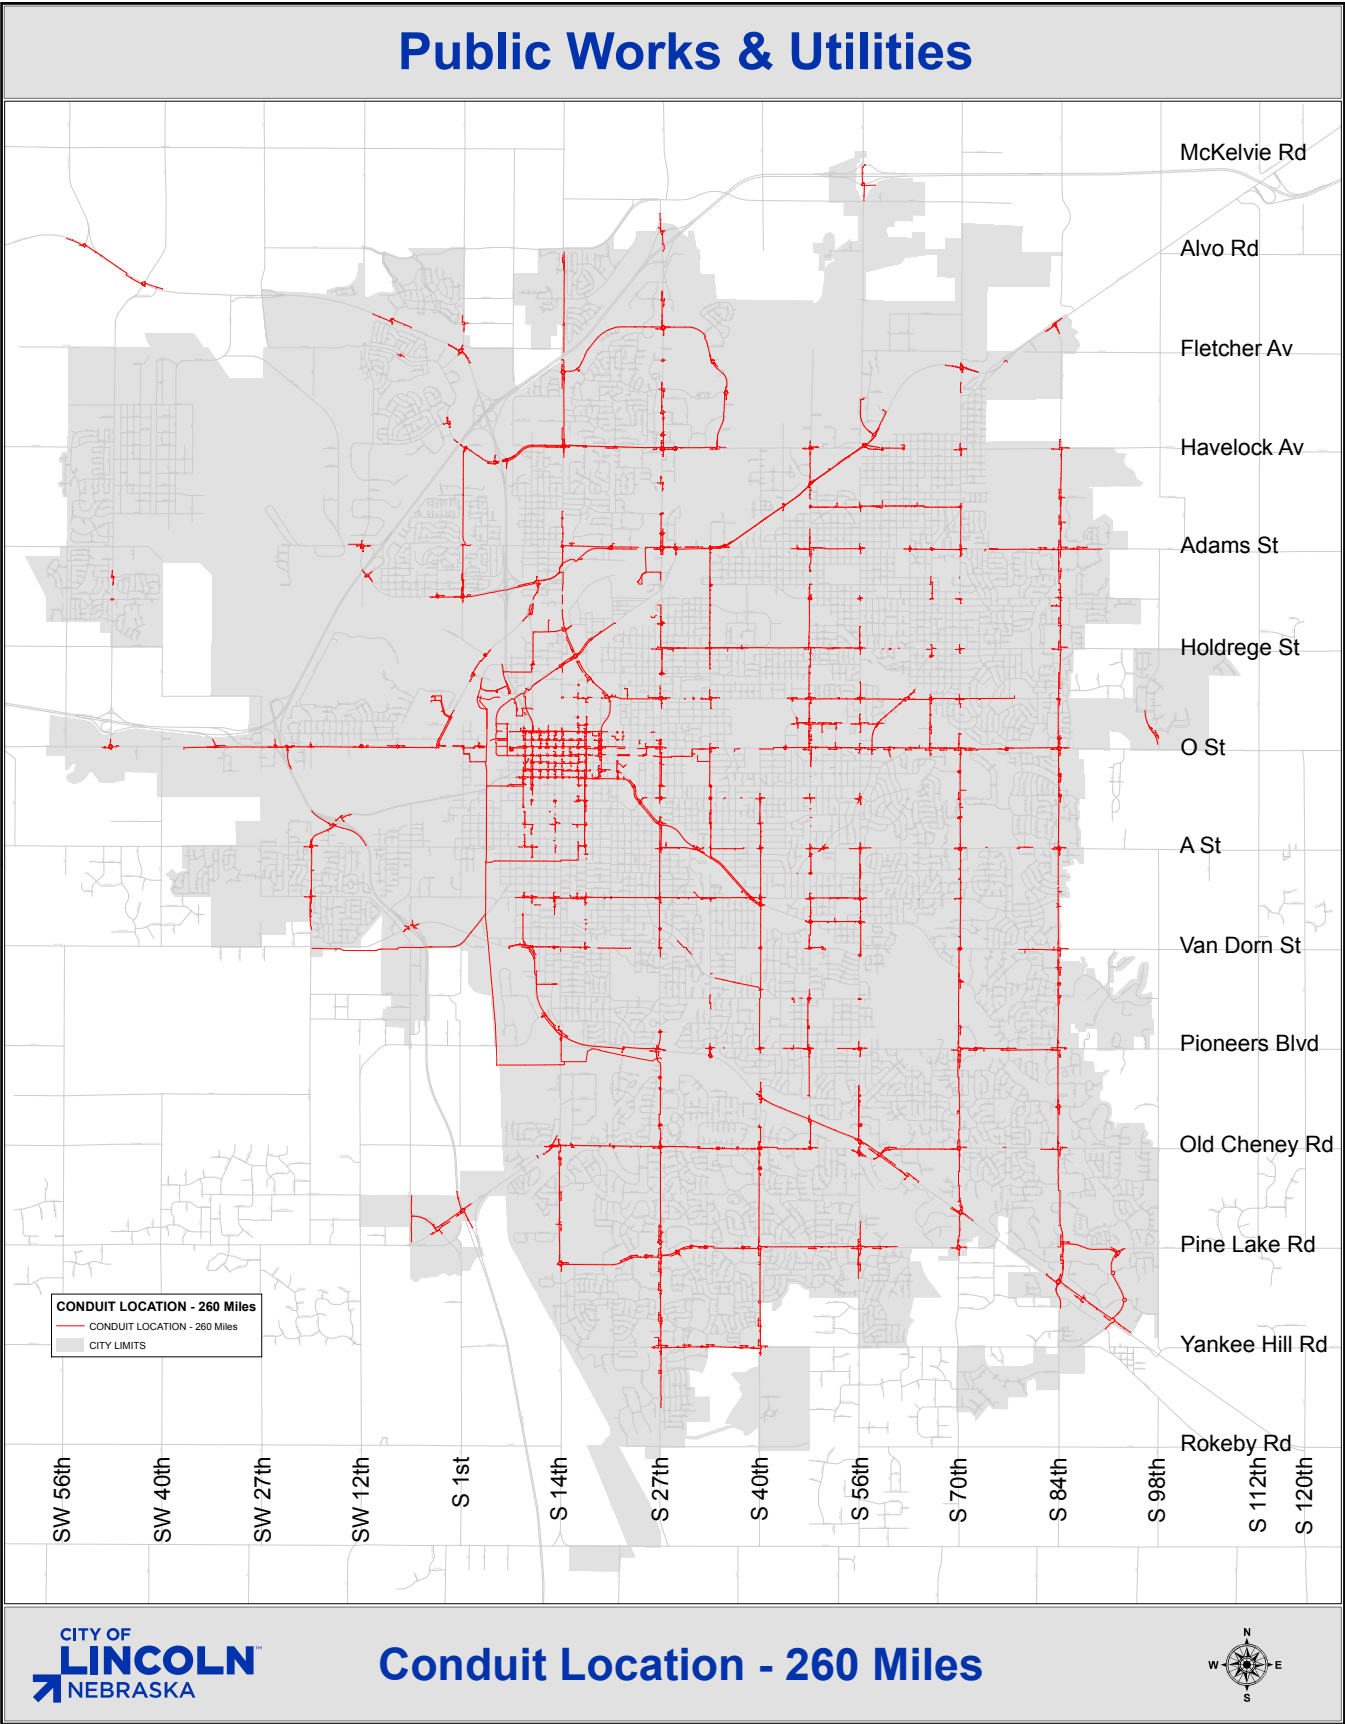 Public Works & Utilities
McKelvie Rd
Alvo Rd
Fletcher Av
Havelock Av
Adams St
Holdrege St
O St
A St
Van Dorn St
Pioneers Blvd
Old Cheney Rd
Pine Lake Rd
Yankee Hill Rd
Rokeby Rd
CONDUIT LOCATION - 260 Miles
CONDUIT LOCATION - 260 Miles
CITY LIMITS
SW 56th
SW 40th
SW 27th
SW 12th
S 1st
S 14th
S 27th
S 40th
S 56th
S 70th
S 84th
S 98th
S 112th
S 120th
CITY OF
LINCOLN™
NEBRASKA
Conduit Location - 260 Miles
N
W E
S